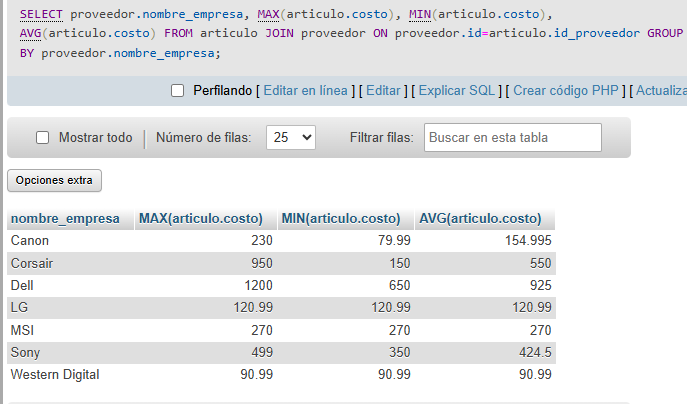 SELECT proveedor.nombre_empresa, MAX(articulo.costo), MIN(articulo.costo),
AVG(articulo.costo) FROM articulo JOIN proveedor ON proveedor.id=articulo.id_proveedor GROUP
BY proveedor.nombre_empresa;
Perfilando [ Editar en línea ] [ Editar ] [ Explicar SQL ] [ Crear código PHP ] [ Actualiza
Mostrar todo Número de filas: 25 Filtrar filas: Buscar en esta tabla
Opciones extra
nombre_empresa MAX(articulo.costo) MIN(articulo.costo) AVG(articulo.costo)
Canon 230 79.99 154.995
Corsair 950 150 550
Dell 1200 650 925
LG 120.99 120.99 120.99
MSI 270 270 270
Sony 499 350 424.5
Western Digital 90.99 90.99 90.99